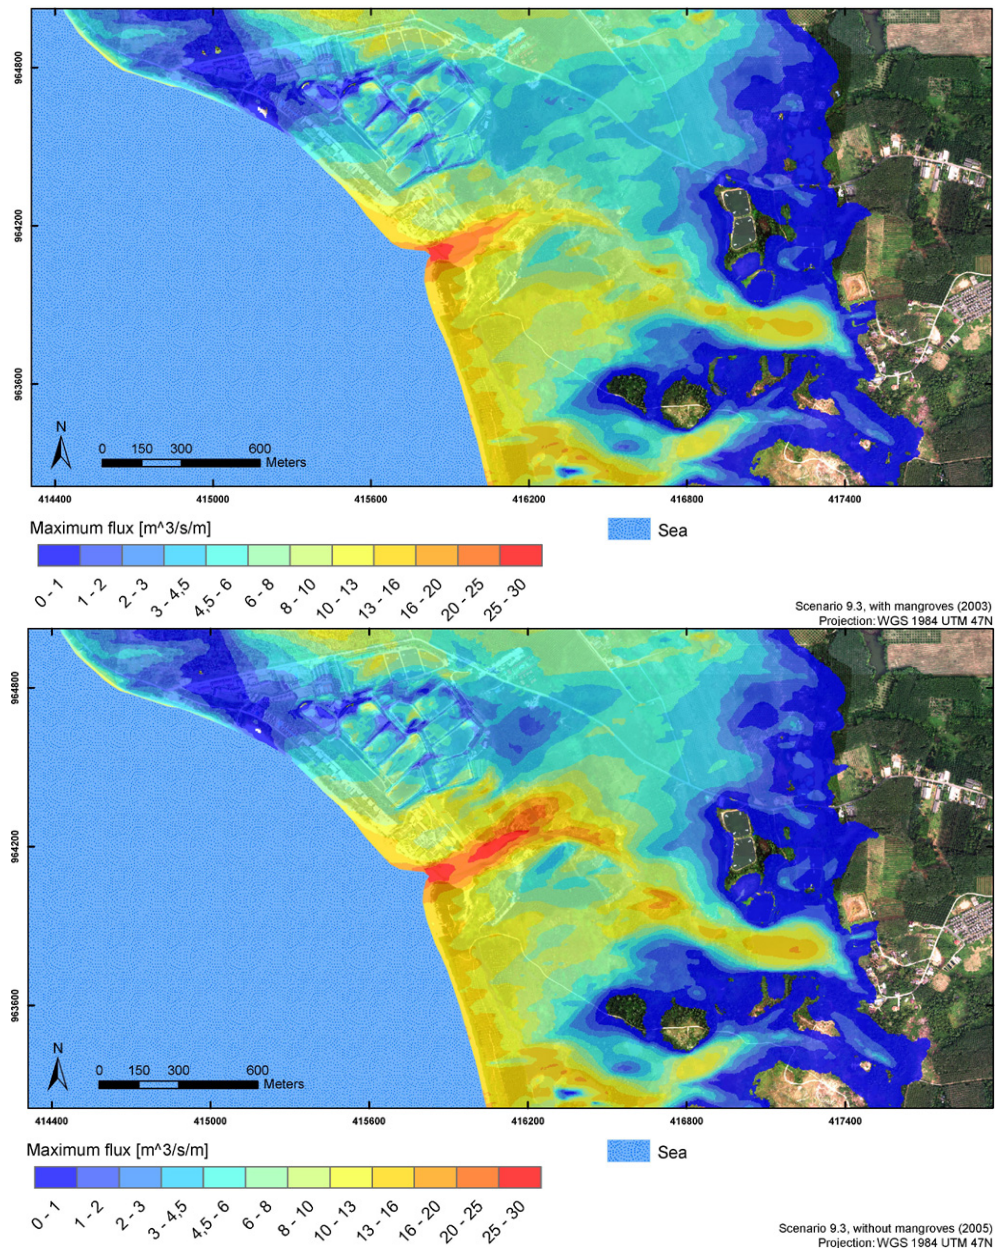 964800
964200
963600
N
0 150 300 600
Meters
414400 415000 415600 416200 416800 417400
Maximum flux [m^3/s/m]
Sea
0 - 1 1 - 2 2 - 3 3 - 4,5 4,5 - 6 6 - 8 8 - 10 10 - 13 13 - 16 16 - 20 20 - 25 25 - 30
Scenario 9.3, with mangroves (2003)
Projection: WGS 1984 UTM 47N
964800
964200
963600
N
0 150 300 600
Meters
414400 415000 415600 416200 416800 417400
Maximum flux [m^3/s/m]
Sea
0 - 1 1 - 2 2 - 3 3 - 4,5 4,5 - 6 6 - 8 8 - 10 10 - 13 13 - 16 16 - 20 20 - 25 25 - 30
Scenario 9.3, without mangroves (2005)
Projection: WGS 1984 UTM 47N